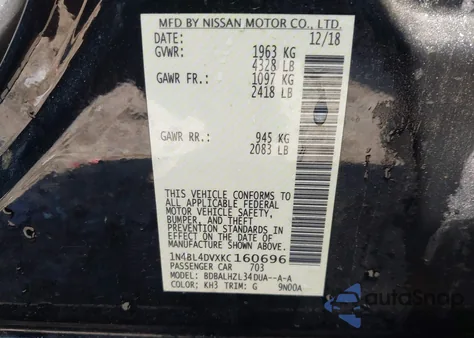 MFD BY NISSAN MOTOR CO., LTD.
DATE: 12/18
GVWR: 1963 KG
4328 LB
GAWR FR.: 1097 KG
2418 LB
GAWR RR.: 945 KG
2083 LB
THIS VEHICLE CONFORMS TO
ALL APPLICABLE FEDERAL
MOTOR VEHICLE SAFETY,
BUMPER, AND THEFT
PREVENTION STANDARDS IN
EFFECT ON THE DATE OF
MANUFACTURE SHOWN ABOVE.
1N4BL4DVXKC160696
PASSENGER CAR 703
MODEL: BDBALHZL34DUA--A-A
COLOR: KH3 TRIM: G 9N00A
autoSnap